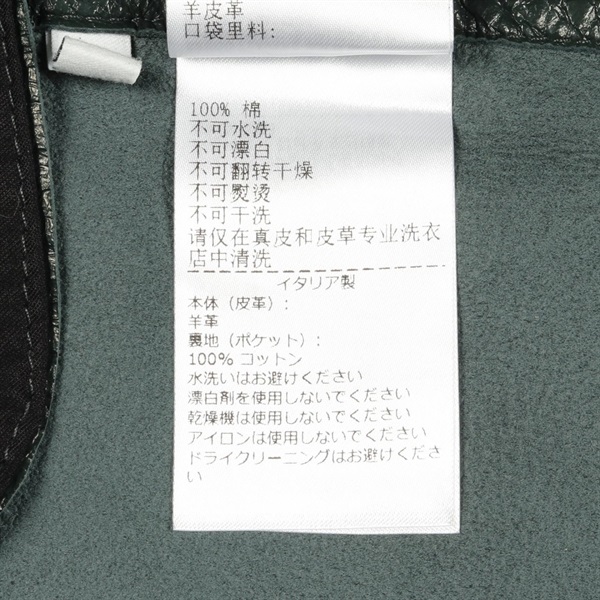 羊皮革
口袋里料:
100% 棉
不可水洗
不可漂白
不可翻转干燥
不可熨烫
不可干洗
请仅在真皮和皮草专业洗衣
店中清洗
イタリア製
本体（皮革）:
羊革
裏地（ポケット）:
100% コットン
水洗いはお避けください
漂白剤を使用しないでください
乾燥機は使用しないでください
アイロンは使用しないでください
ドライクリーニングはお避けくださ
い